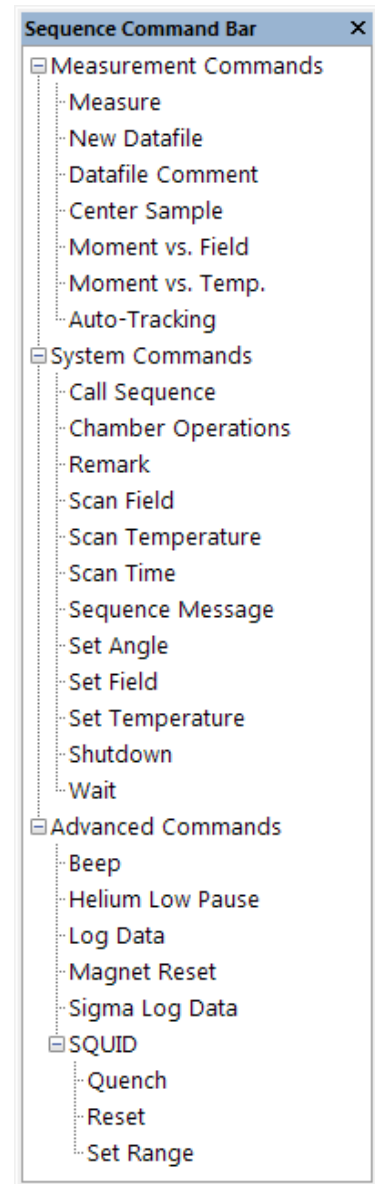 Sequence Command Bar
Measurement Commands
Measure
New Datafile
Datafile Comment
Center Sample
Moment vs. Field
Moment vs. Temp.
Auto-Tracking
System Commands
Call Sequence
Chamber Operations
Remark
Scan Field
Scan Temperature
Scan Time
Sequence Message
Set Angle
Set Field
Set Temperature
Shutdown
Wait
Advanced Commands
Beep
Helium Low Pause
Log Data
Magnet Reset
Sigma Log Data
SQUID
Quench
Reset
Set Range